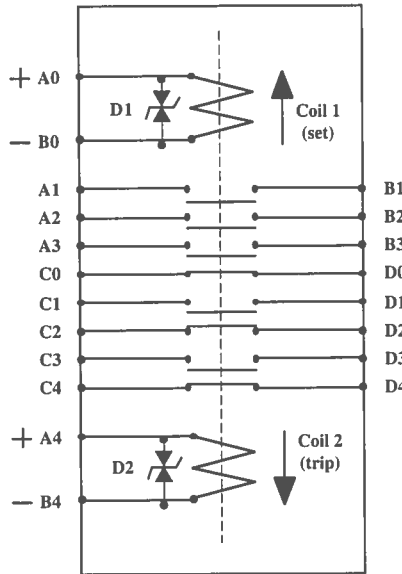 + A0
D1
Coil 1
(set)
− B0
A1 B1
A2 B2
A3 B3
C0 D0
C1 D1
C2 D2
C3 D3
C4 D4
+ A4
D2
Coil 2
(trip)
− B4